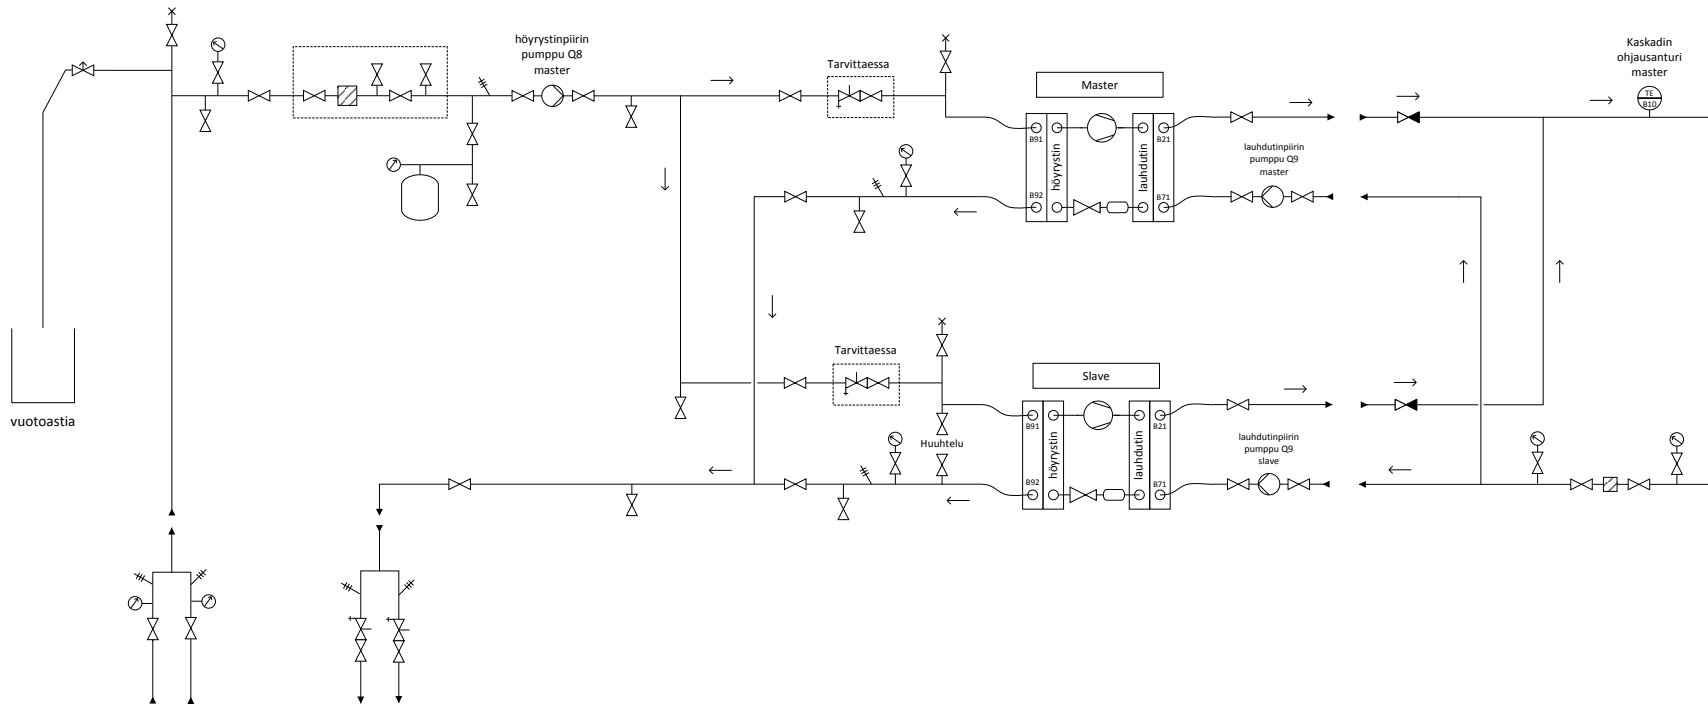 höyrystinpiirin
pumppu Q8
master
Tarvittaessa
Master
Kaskadin
ohjausanturi
master
TE
B10
B91
höyrystin
lauhdutin
B21
B92
B71
lauhdutinpiirin
pumppu Q9
master
vuotoastia
Tarvittaessa
Slave
Huuhtelu
B91
höyrystin
lauhdutin
B21
B92
B71
lauhdutinpiirin
pumppu Q9
slave